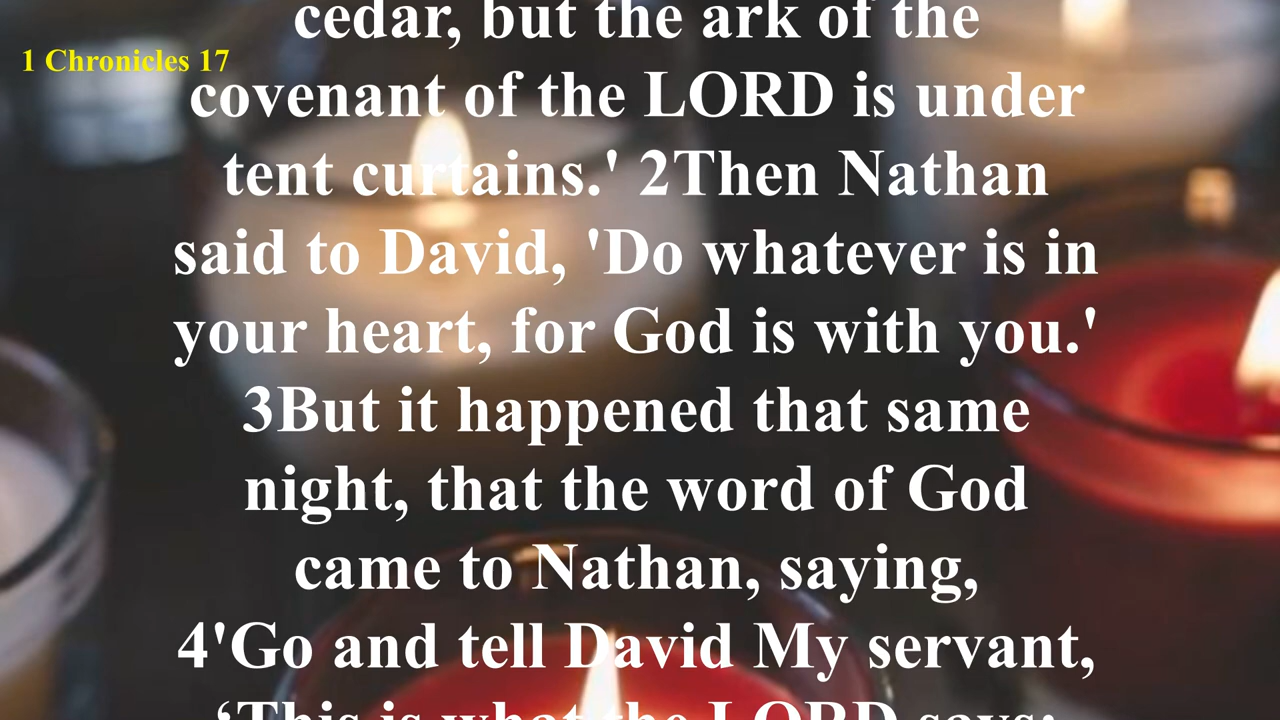 cedar, but the ark of the
1 Chronicles 17
covenant of the LORD is under
tent curtains.' 2Then Nathan
said to David, 'Do whatever is in
your heart, for God is with you.'
3But it happened that same
night, that the word of God
came to Nathan, saying,
4'Go and tell David My servant,
‘This is what the LORD says: